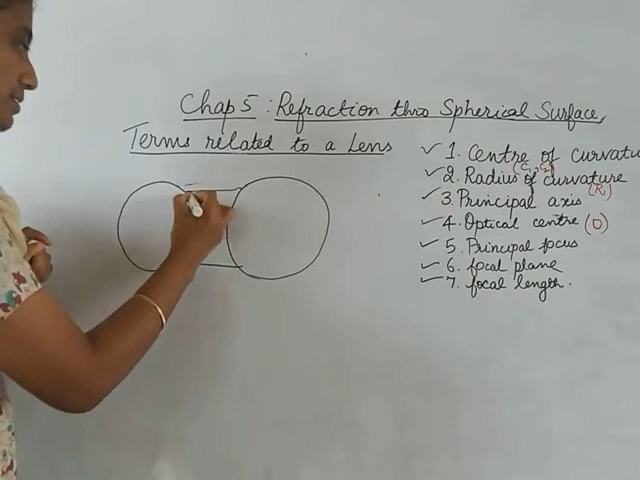 Chap 5 : Refraction thro Spherical Surface,
Terms related to a Lens
✓ 1. Centre of curvatu
(C₁, C₂)
✓ 2. Radius of curvature
(R₁)
✓ 3. Principal axis
✓ 4. Optical centre (O)
✓ 5. Principal focus
✓ 6. focal plane
✓ 7. focal length.